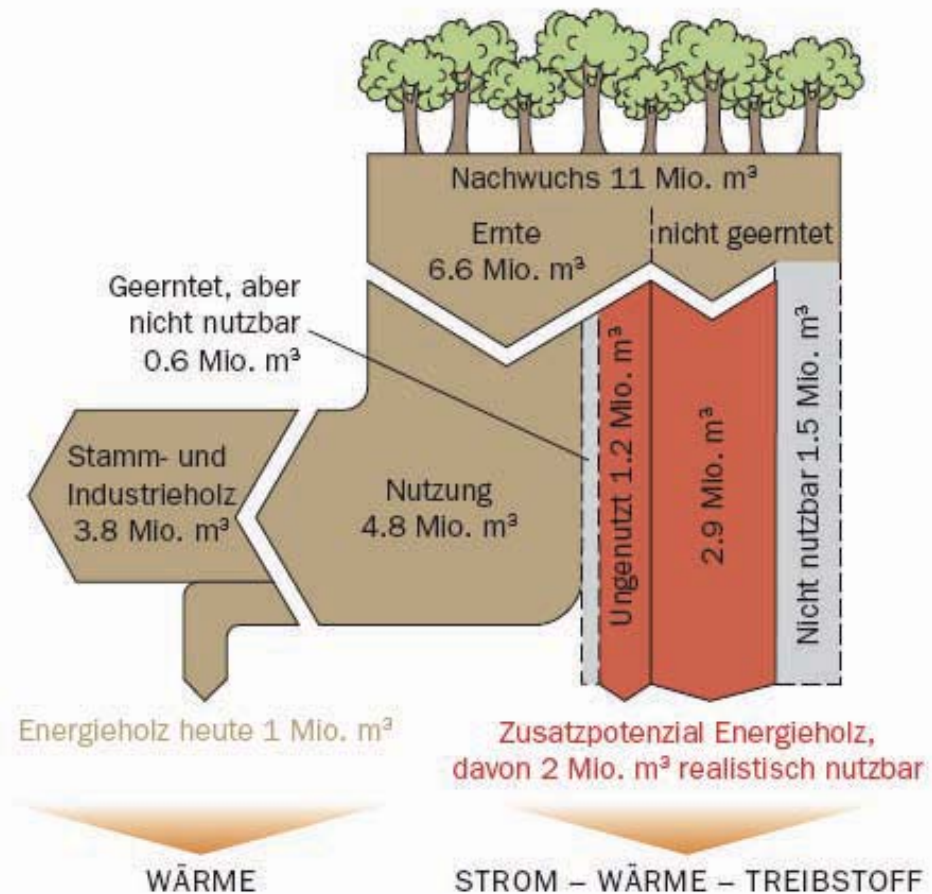 Nachwuchs 11 Mio. m³
Ernte
6.6 Mio. m³
nicht geerntet
Geerntet, aber
nicht nutzbar
0.6 Mio. m³
Stamm- und
Industrieholz
3.8 Mio. m³
Nutzung
4.8 Mio. m³
Ungenutzt 1.2 Mio. m³
2.9 Mio. m³
Nicht nutzbar 1.5 Mio. m³
Energieholz heute 1 Mio. m³
Zusatzpotenzial Energieholz,
davon 2 Mio. m³ realistisch nutzbar
WÄRME
STROM – WÄRME – TREIBSTOFF